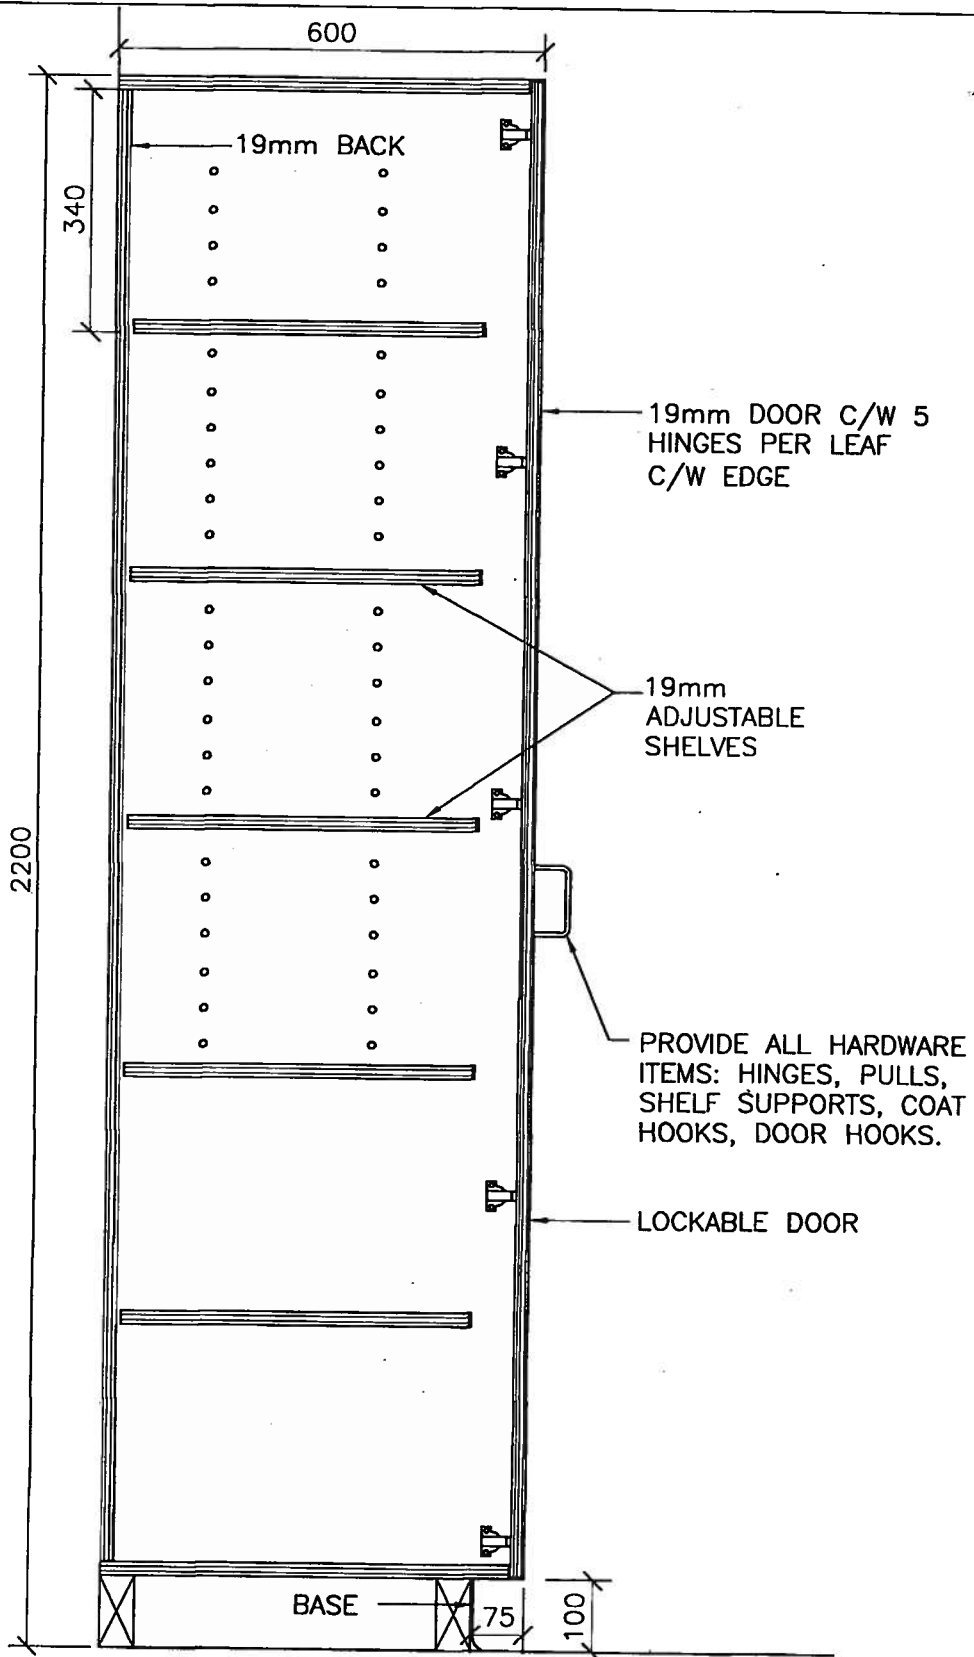 600
19mm BACK
340
19mm DOOR C/W 5
HINGES PER LEAF
C/W EDGE
19mm
ADJUSTABLE
SHELVES
2200
PROVIDE ALL HARDWARE
ITEMS: HINGES, PULLS,
SHELF SUPPORTS, COAT
HOOKS, DOOR HOOKS.
LOCKABLE DOOR
BASE
75
100